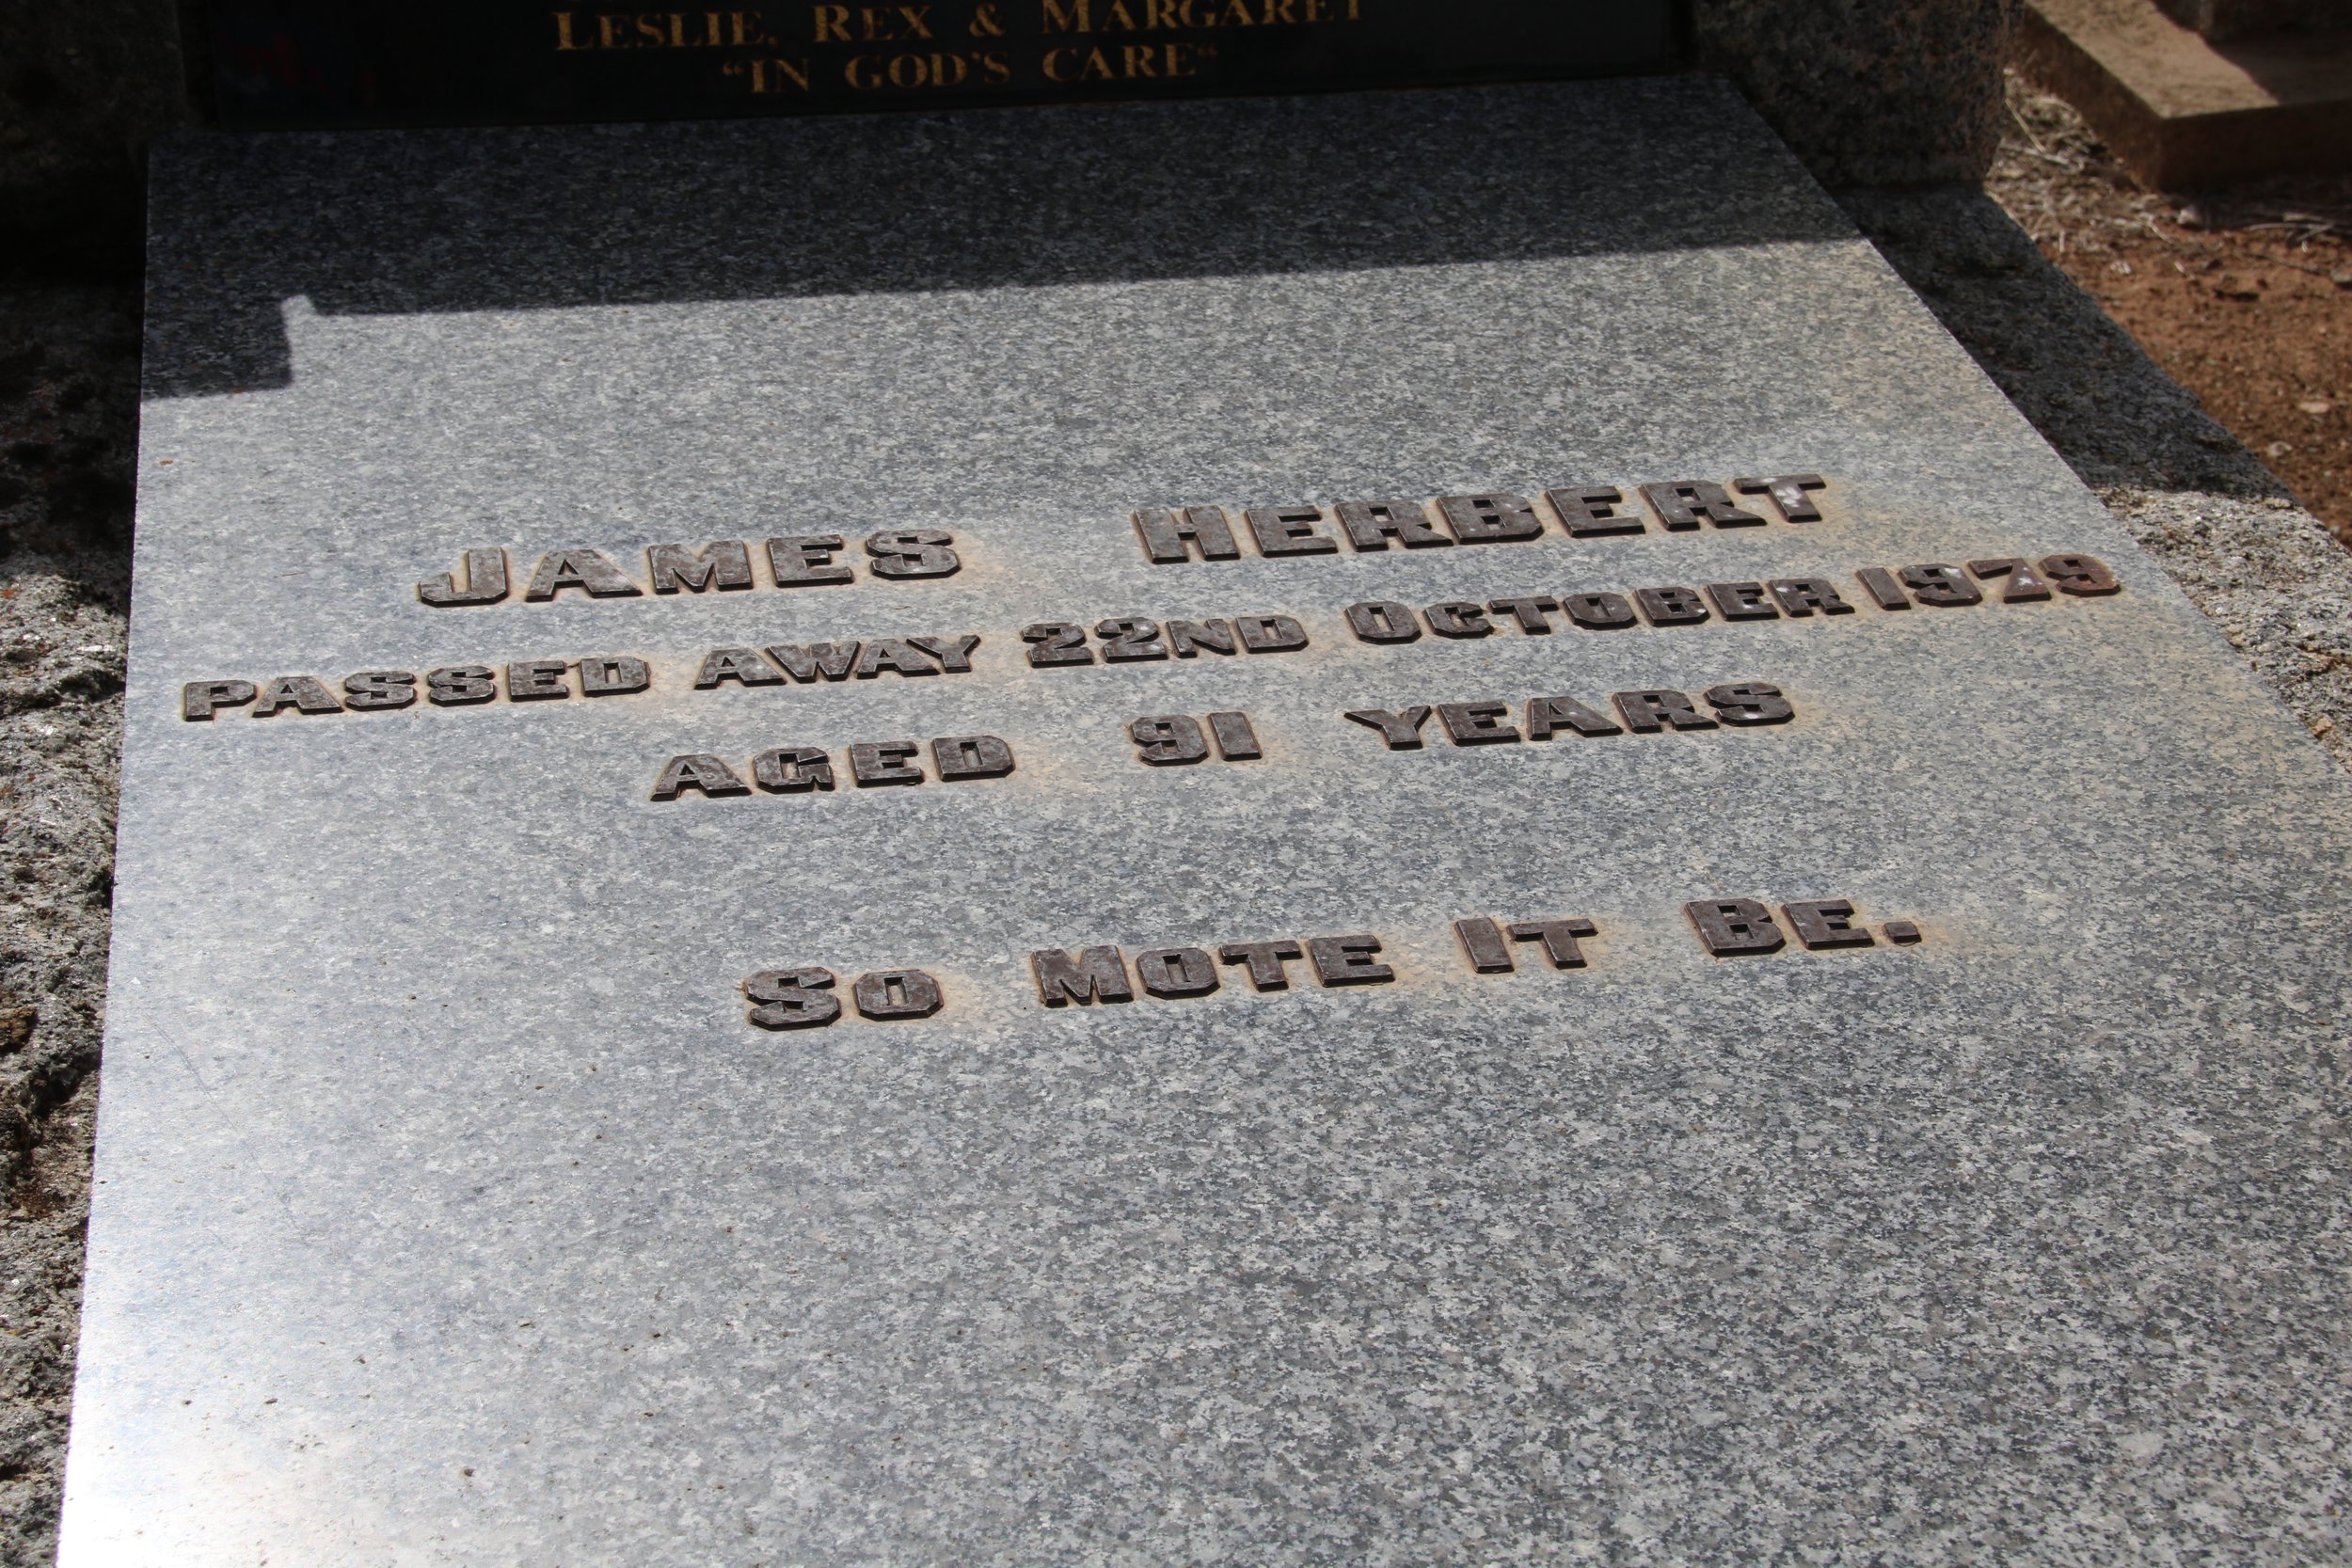 LESLIE, REX & MARGARET
“IN GOD'S CARE“
JAMES HERBERT
PASSED AWAY 22ND OCTOBER 1979
AGED 91 YEARS
SO MOTE IT BE.